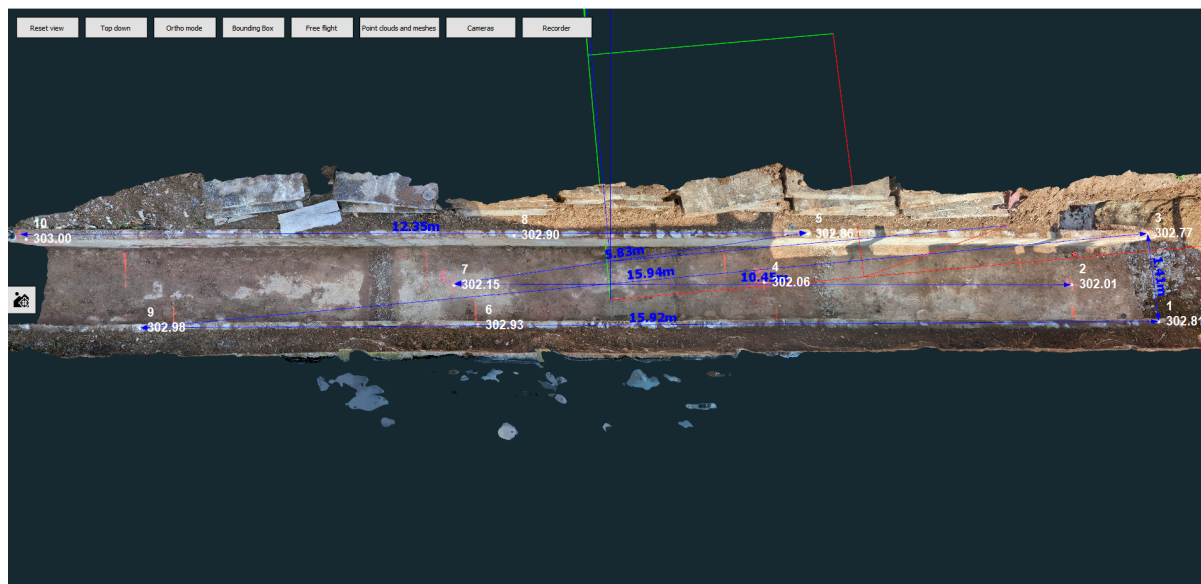 Reset view
Top down
Ortho mode
Bounding Box
Free flight
Point clouds and meshes
Cameras
Recorder
10
303.00
12.35m
8
302.90
5
302.86
3
302.77
5.83m
7
302.15
15.94m
10.45m
4
302.06
2
302.01
1.41m
9
302.98
6
302.93
15.92m
1
302.81